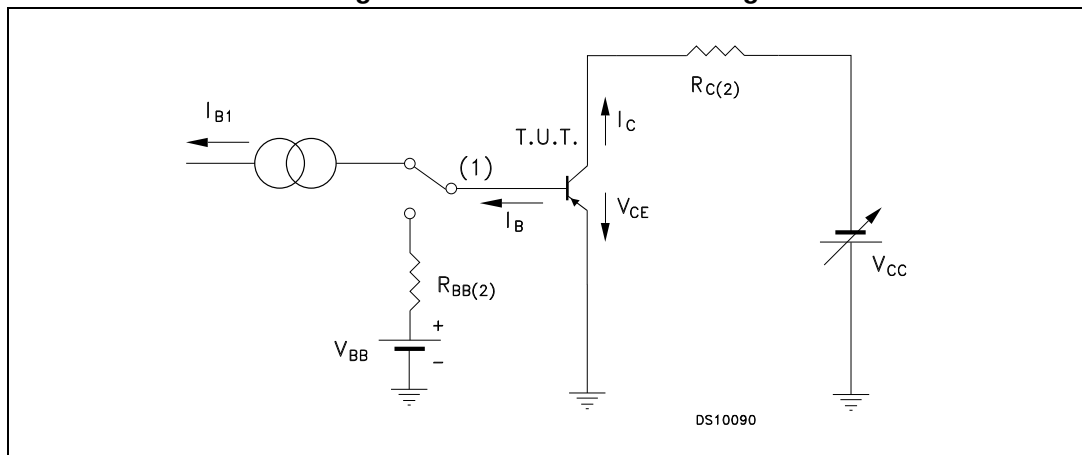 I_B1
R_C(2)
I_C
T.U.T.
(1)
I_B
V_CE
V_CC
R_BB(2)
V_BB
+
-
DS10090